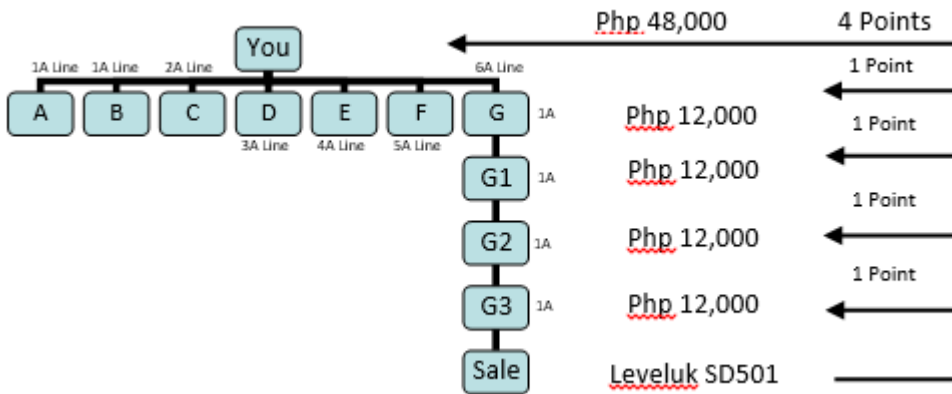 Php 48,000 4 Points
You
1A Line 1A Line 2A Line 6A Line 1 Point
A B C D E F G 1A Php 12,000
3A Line 4A Line 5A Line 1 Point
G1 1A Php 12,000
1 Point
G2 1A Php 12,000
1 Point
G3 1A Php 12,000
Sale Leveluk SD501